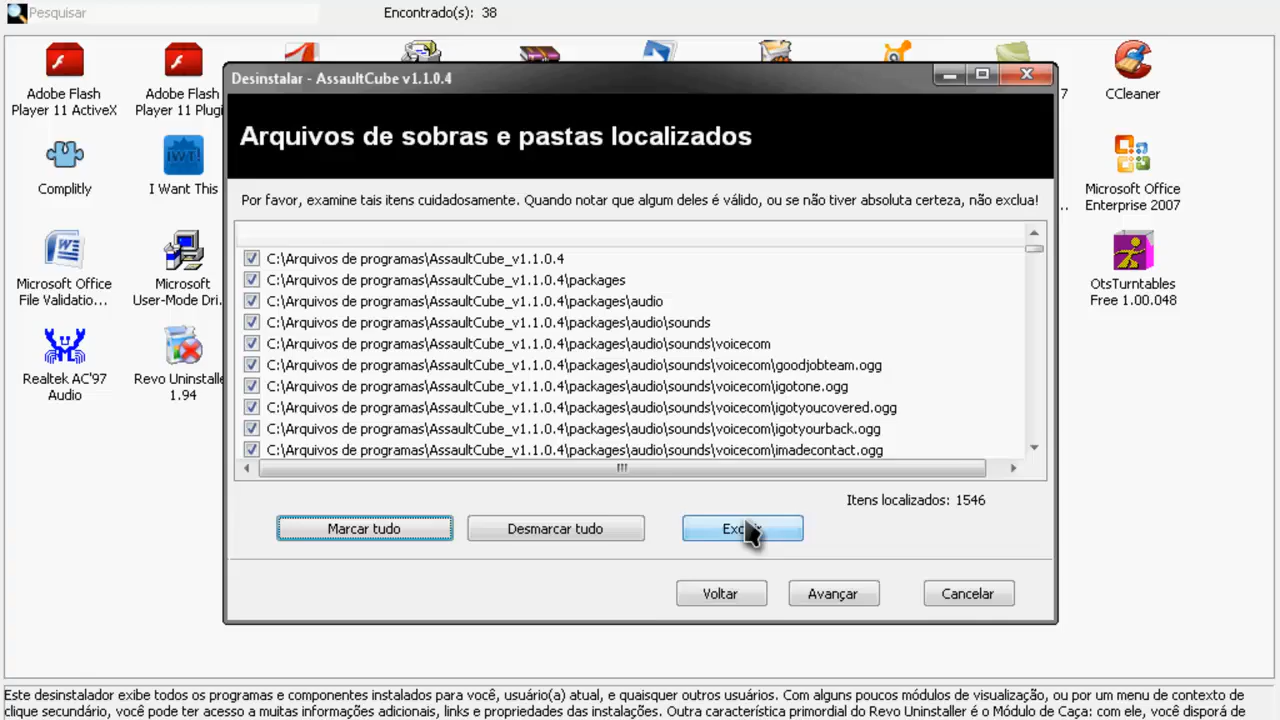 Pesquisar
Encontrado(s): 38
Adobe Flash
Player 11 ActiveX
Adobe Flash
Player 11 Plugi
7
CCleaner
Complitly
I Want This
Microsoft Office
Enterprise 2007
Microsoft Office
File Validatio...
Microsoft
User-Mode Dri..
OtsTurntables
Free 1.00.048
Realtek AC'97
Audio
Revo Uninstalle
1.94
Desinstalar - AssaultCube v1.1.0.4
Arquivos de sobras e pastas localizados
Por favor, examine tais itens cuidadosamente. Quando notar que algum deles é válido, ou se não tiver absoluta certeza, não exclua!
C:\Arquivos de programas\AssaultCube_v1.1.0.4
C:\Arquivos de programas\AssaultCube_v1.1.0.4\packages
C:\Arquivos de programas\AssaultCube_v1.1.0.4\packages\audio
C:\Arquivos de programas\AssaultCube_v1.1.0.4\packages\audio\sounds
C:\Arquivos de programas\AssaultCube_v1.1.0.4\packages\audio\sounds\voicecom
C:\Arquivos de programas\AssaultCube_v1.1.0.4\packages\audio\sounds\voicecom\goodjobteam.ogg
C:\Arquivos de programas\AssaultCube_v1.1.0.4\packages\audio\sounds\voicecom\igotone.ogg
C:\Arquivos de programas\AssaultCube_v1.1.0.4\packages\audio\sounds\voicecom\igotyoucovered.ogg
C:\Arquivos de programas\AssaultCube_v1.1.0.4\packages\audio\sounds\voicecom\igotyourback.ogg
C:\Arquivos de programas\AssaultCube_v1.1.0.4\packages\audio\sounds\voicecom\imadecontact.ogg
Itens localizados: 1546
Marcar tudo
Desmarcar tudo
Voltar
Avançar
Cancelar
Este desinstalador exibe todos os programas e componentes instalados para você, usuário(a) atual, e quaisquer outros usuários. Com alguns poucos módulos de visualização, ou por um menu de contexto de
clique secundário, você pode ter acesso a muitas informações adicionais, links e propriedades das instalações. Outra característica primordial do Revo Uninstaller é o Módulo de Caça: com ele, você disporá de